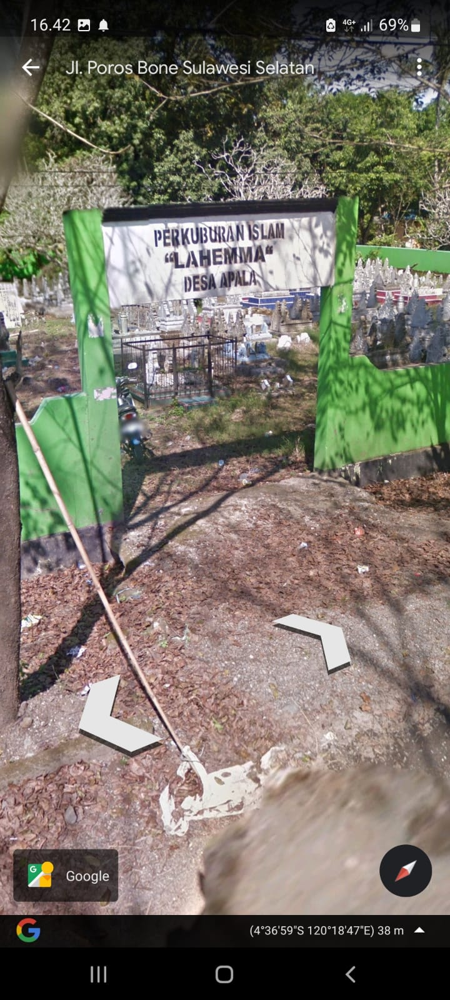 16.42
4G+
69%
Jl. Poros Bone Sulawesi Selatan
PERKUBURAN ISLAM
“LAHEMMA“
DESA APALA
G
Google
G
(4°36'59"S 120°18'47"E) 38 m